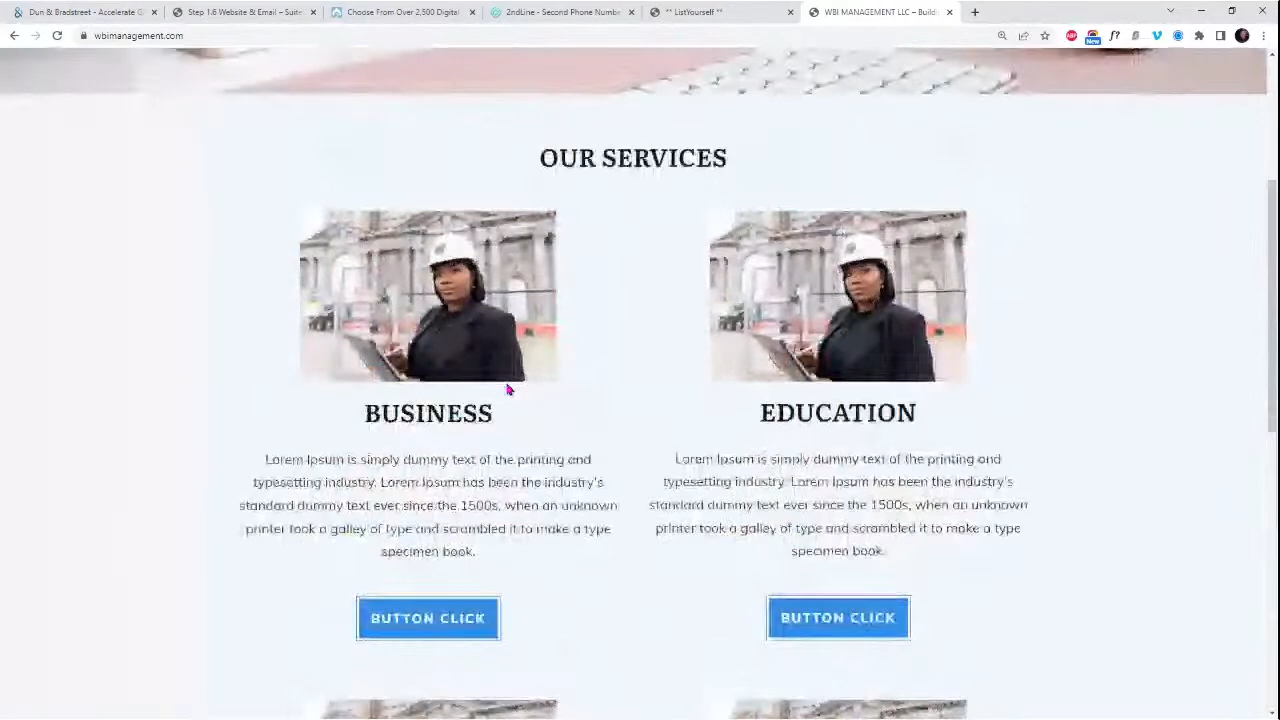 Dun & Bradstreet - Accelerate G
Step 1.6 Website & Email – Suite
Choose From Over 2,500 Digital
2ndLine - Second Phone Numbe
** ListYourself **
WBI MANAGEMENT LLC – Build
wbimanagement.com
ABP
New
f?
OUR SERVICES
BUSINESS
Lorem Ipsum is simply dummy text of the printing and
typesetting industry. Lorem Ipsum has been the industry's
standard dummy text ever since the 1500s, when an unknown
printer took a galley of type and scrambled it to make a type
specimen book.
BUTTON CLICK
EDUCATION
Lorem Ipsum is simply dummy text of the printing and
typesetting industry. Lorem Ipsum has been the industry's
standard dummy text ever since the 1500s, when an unknown
printer took a galley of type and scrambled it to make a type
specimen book.
BUTTON CLICK